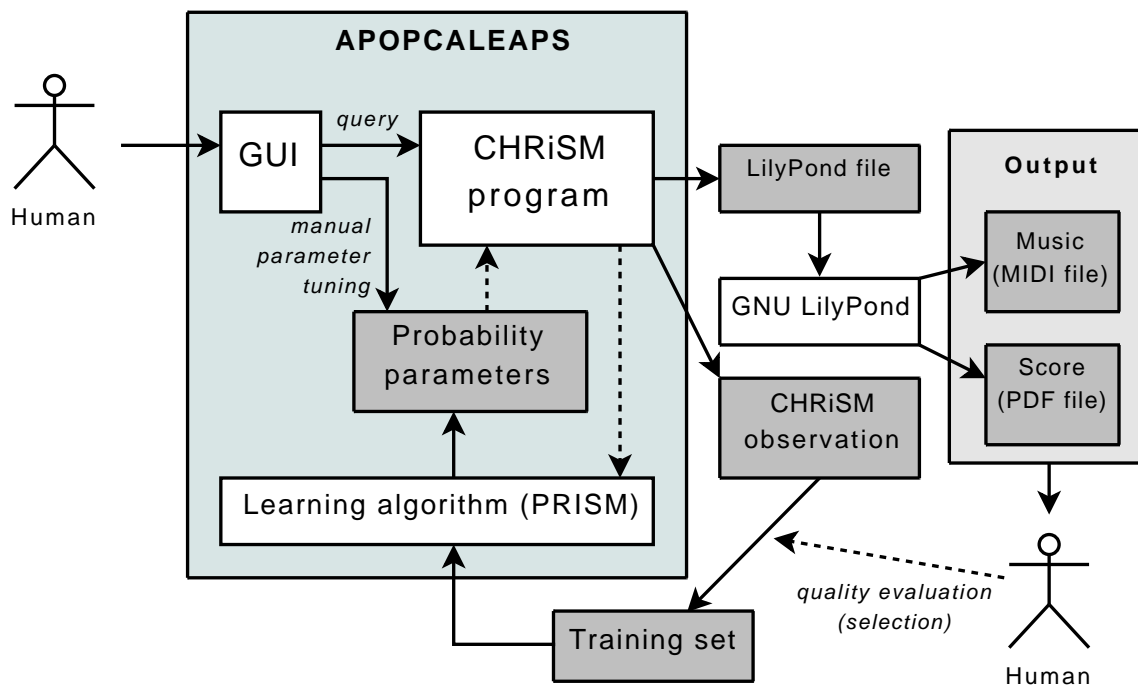 APOPCALEAPS
Human
GUI
query
CHRiSM
program
manual
parameter
tuning
Probability
parameters
Learning algorithm (PRISM)
LilyPond file
GNU LilyPond
CHRiSM
observation
Training set
Output
Music
(MIDI file)
Score
(PDF file)
quality evaluation
(selection)
Human